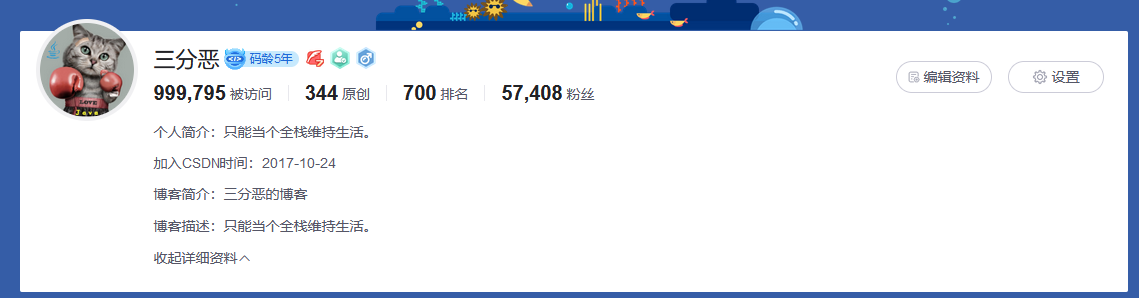 三分恶 码龄5年
999,795 被访问 344 原创 700 排名 57,408 粉丝
编辑资料 设置
个人简介：只能当个全栈维持生活。
加入CSDN时间：2017-10-24
博客简介：三分恶的博客
博客描述：只能当个全栈维持生活。
收起详细资料
LOVE
Java